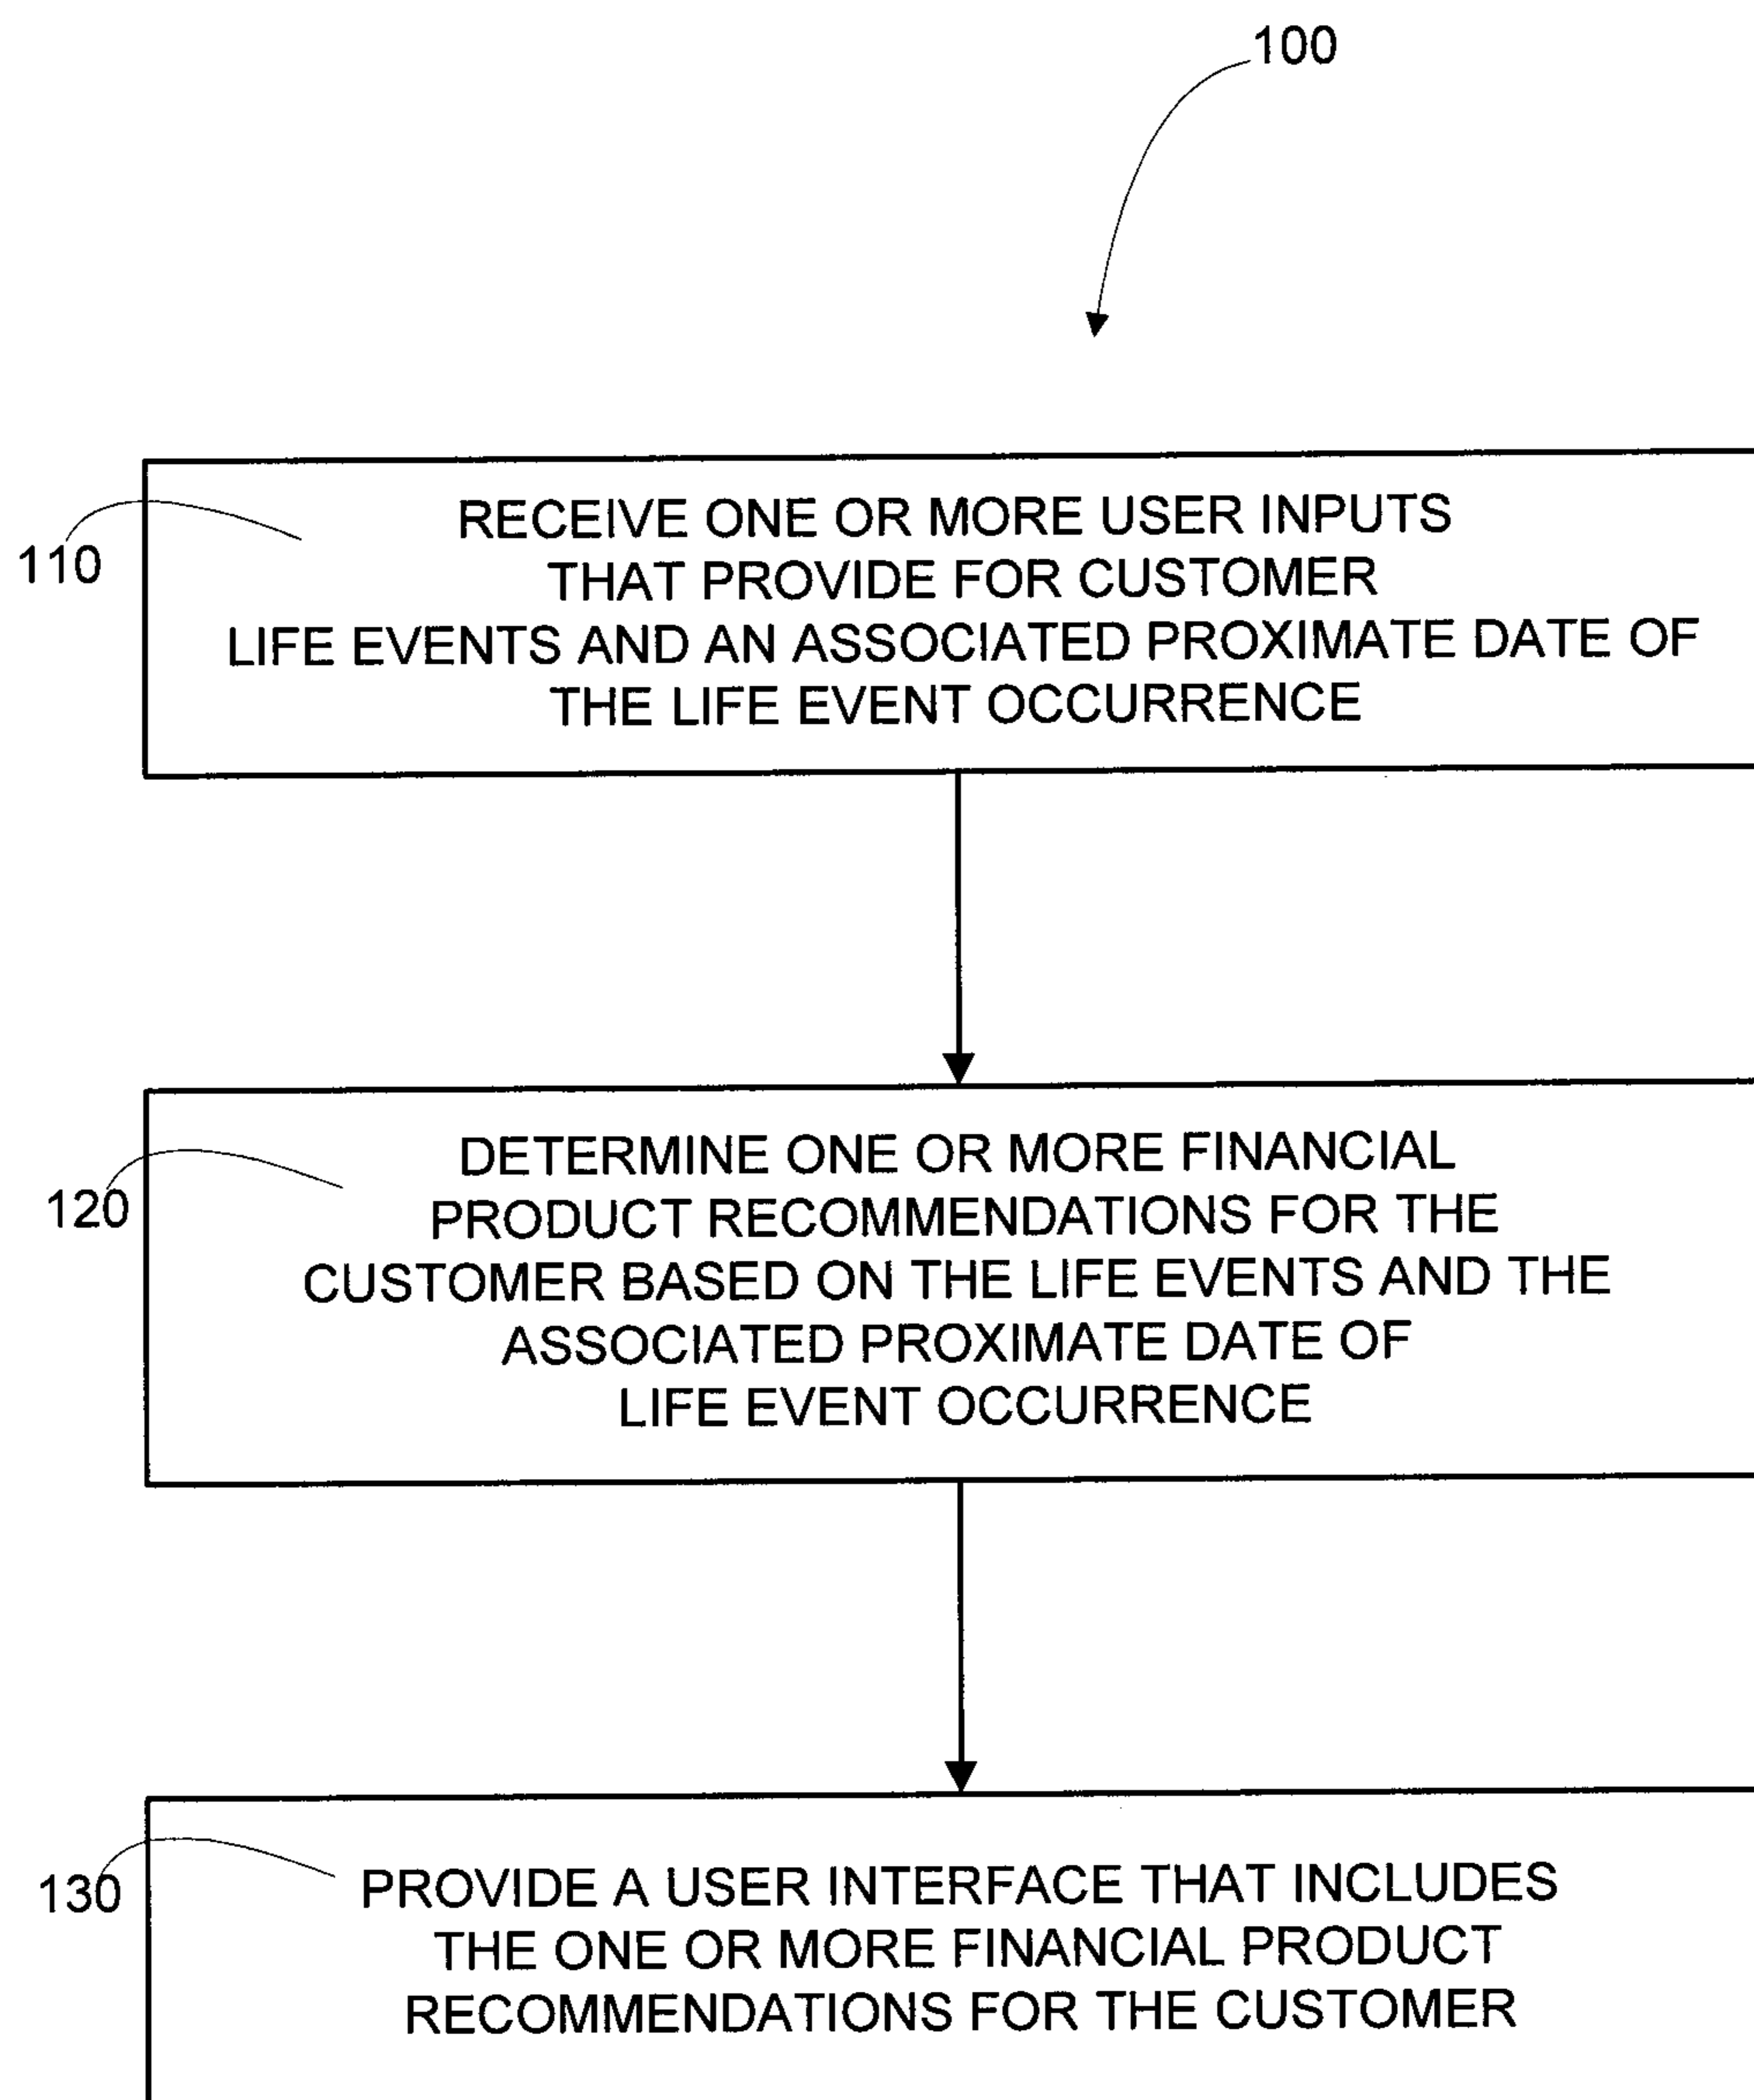 100
110
RECEIVE ONE OR MORE USER INPUTS
THAT PROVIDE FOR CUSTOMER
LIFE EVENTS AND AN ASSOCIATED PROXIMATE DATE OF
THE LIFE EVENT OCCURRENCE
120
DETERMINE ONE OR MORE FINANCIAL
PRODUCT RECOMMENDATIONS FOR THE
CUSTOMER BASED ON THE LIFE EVENTS AND THE
ASSOCIATED PROXIMATE DATE OF
LIFE EVENT OCCURRENCE
130
PROVIDE A USER INTERFACE THAT INCLUDES
THE ONE OR MORE FINANCIAL PRODUCT
RECOMMENDATIONS FOR THE CUSTOMER